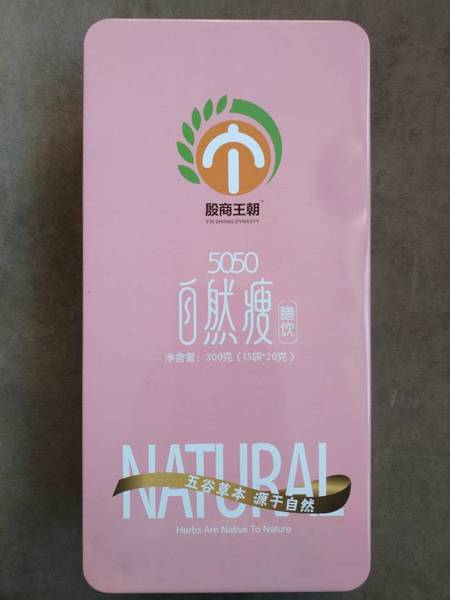 殷商王朝™
YIN SHANG DYNASTY
5050
自然瘦 膳饮
净含量：300克（15袋*20克）
NATURAL
五谷草本 源于自然
Herbs Are Native To Nature